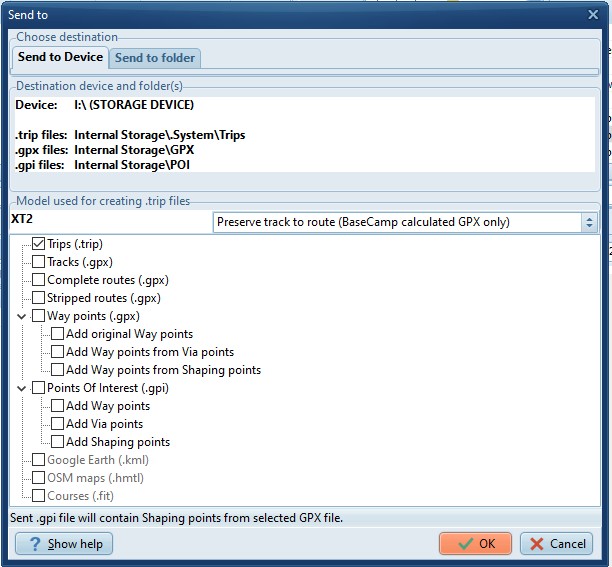 Send to
Choose destination
Send to Device
Send to folder
Destination device and folder(s)
Device: I:\ (STORAGE DEVICE)
.trip files: Internal Storage\.System\Trips
.gpx files: Internal Storage\GPX
.gpi files: Internal Storage\POI
Model used for creating .trip files
XT2
Preserve track to route (BaseCamp calculated GPX only)
Trips (.trip)
Tracks (.gpx)
Complete routes (.gpx)
Stripped routes (.gpx)
Way points (.gpx)
Add original Way points
Add Way points from Via points
Add Way points from Shaping points
Points Of Interest (.gpi)
Add Way points
Add Via points
Add Shaping points
Google Earth (.kml)
OSM maps (.hmtl)
Courses (.fit)
Sent .gpi file will contain Shaping points from selected GPX file.
? Show help
OK
Cancel